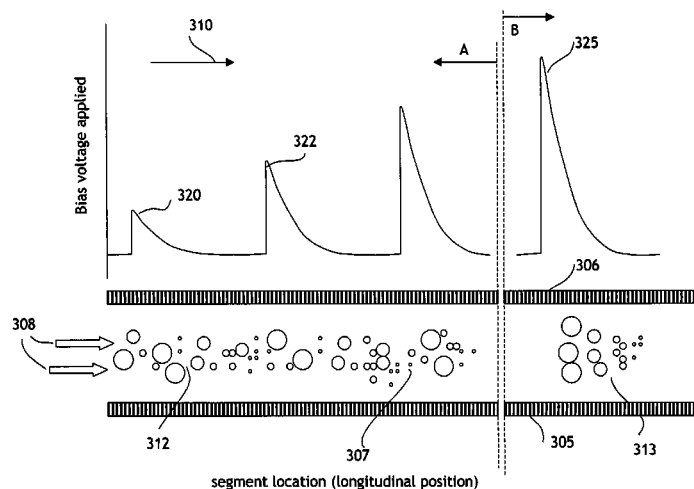 310
A
B
325
Bias voltage applied
322
320
306
308
312
307
305
313
segment location (longitudinal position)